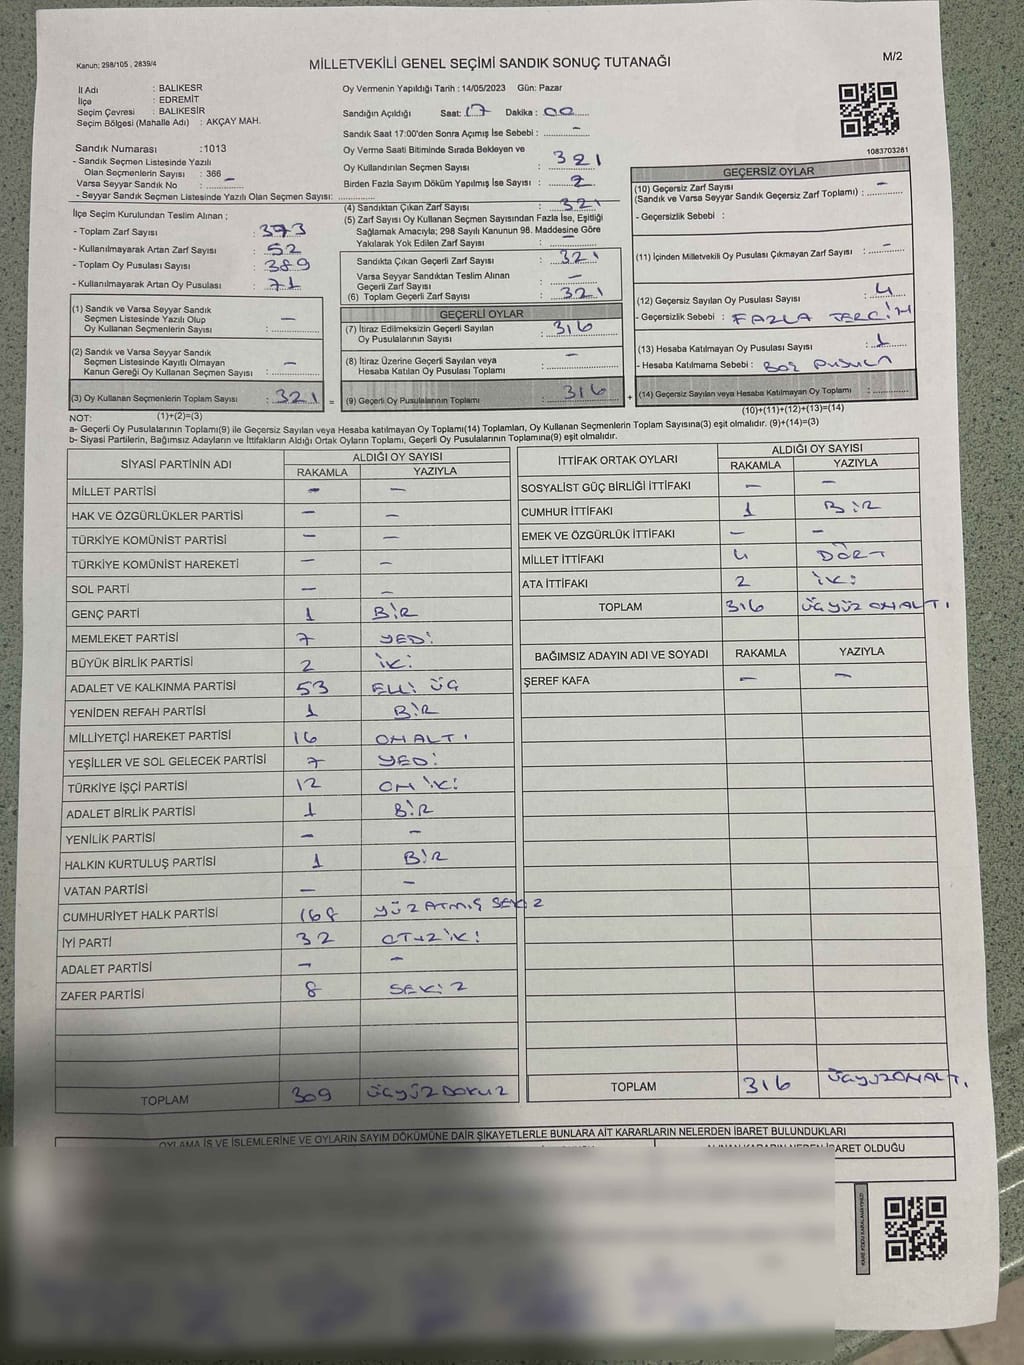 Kanun; 298/105 , 2839/4
MİLLETVEKİLİ GENEL SEÇİMİ SANDIK SONUÇ TUTANAĞI
M/2
İl Adı : BALIKESR
İlçe : EDREMİT
Seçim Çevresi : BALIKESİR
Seçim Bölgesi (Mahalle Adı) : AKÇAY MAH.
Sandık Numarası :1013
- Sandık Seçmen Listesinde Yazılı
Olan Seçmenlerin Sayısı : 366
Varsa Seyyar Sandık No : –
- Seyyar Sandık Seçmen Listesinde Yazılı Olan Seçmen Sayısı:
İlçe Seçim Kurulundan Teslim Alınan ;
- Toplam Zarf Sayısı : 373
- Kullanılmayarak Artan Zarf Sayısı : 52
- Toplam Oy Pusulası Sayısı : 389
- Kullanılmayarak Artan Oy Pusulası : 71
Oy Vermenin Yapıldığı Tarih : 14/05/2023 Gün: Pazar
Sandığın Açıldığı Saat: 17 Dakika : 00
Sandık Saat 17:00'den Sonra Açımış İse Sebebi : –
Oy Verme Saati Bitiminde Sırada Bekleyen ve
Oy Kullandırılan Seçmen Sayısı : 321
Birden Fazla Sayım Döküm Yapılmış İse Sayısı : 2
(4) Sandıktan Çıkan Zarf Sayısı : 321
(5) Zarf Sayısı Oy Kullanan Seçmen Sayısından Fazla İse, Eşitliği
Sağlamak Amacıyla; 298 Sayılı Kanunun 98. Maddesine Göre
Yakılarak Yok Edilen Zarf Sayısı : –
Sandıkta Çıkan Geçerli Zarf Sayısı : 321
Varsa Seyyar Sandıktan Teslim Alınan
Geçerli Zarf Sayısı : –
(6) Toplam Geçerli Zarf Sayısı : 321
1083703281
GEÇERSİZ OYLAR
(10) Geçersiz Zarf Sayısı
(Sandık ve Varsa Seyyar Sandık Geçersiz Zarf Toplamı) : –
- Geçersizlik Sebebi :
(11) İçinden Milletvekili Oy Pusulası Çıkmayan Zarf Sayısı : –
(12) Geçersiz Sayılan Oy Pusulası Sayısı : 4
- Geçersizlik Sebebi : FAZLA TERCİH
(13) Hesaba Katılmayan Oy Pusulası Sayısı : 1
- Hesaba Katılmama Sebebi : BOŞ PUSULA
(14) Geçersiz Sayılan veya Hesaba Katılmayan Oy Toplamı :
(10)+(11)+(12)+(13)=(14)
(1) Sandık ve Varsa Seyyar Sandık
Seçmen Listesinde Yazılı Olup
Oy Kullanan Seçmenlerin Sayısı : –
(2) Sandık ve Varsa Seyyar Sandık
Seçmen Listesinde Kayıtlı Olmayan
Kanun Gereği Oy Kullanan Seçmen Sayısı : –
(3) Oy Kullanan Seçmenlerin Toplam Sayısı : 321 =
GEÇERLİ OYLAR
(7) İtiraz Edilmeksizin Geçerli Sayılan
Oy Pusulalarının Sayısı : 316
(8) İtiraz Üzerine Geçerli Sayılan veya
Hesaba Katılan Oy Pusulası Toplamı : –
(9) Geçerli Oy Pusulalarının Toplamı : 316 +
NOT: (1)+(2)=(3)
a- Geçerli Oy Pusulalarının Toplamı(9) ile Geçersiz Sayılan veya Hesaba Katılmayan Oy Toplamı(14) Toplamları, Oy Kullanan Seçmenlerin Toplam Sayısına(3) eşit olmalıdır. (9)+(14)=(3)
b- Siyasi Partilerin, Bağımsız Adayların ve İttifakların Aldığı Ortak Oyların Toplamı, Geçerli Oy Pusulalarının Toplamına(9) eşit olmalıdır.
SİYASİ PARTİNİN ADI ALDIĞI OY SAYISI
RAKAMLA YAZIYLA
MİLLET PARTİSİ – –
HAK VE ÖZGÜRLÜKLER PARTİSİ – –
TÜRKİYE KOMÜNİST PARTİSİ – –
TÜRKİYE KOMÜNİST HAREKETİ – –
SOL PARTİ – –
GENÇ PARTİ 1 BİR
MEMLEKET PARTİSİ 7 YEDİ
BÜYÜK BİRLİK PARTİSİ 2 İKİ
ADALET VE KALKINMA PARTİSİ 53 ELLİ ÜÇ
YENİDEN REFAH PARTİSİ 1 BİR
MİLLİYETÇİ HAREKET PARTİSİ 16 ONALTI
YEŞİLLER VE SOL GELECEK PARTİSİ 7 YEDİ
TÜRKİYE İŞÇİ PARTİSİ 12 ON İKİ
ADALET BİRLİK PARTİSİ 1 BİR
YENİLİK PARTİSİ – –
HALKIN KURTULUŞ PARTİSİ 1 BİR
VATAN PARTİSİ – –
CUMHURİYET HALK PARTİSİ 168 YÜZ ATMIŞ SEKİZ
İYİ PARTİ 32 OTUZ İKİ
ADALET PARTİSİ – –
ZAFER PARTİSİ 8 SEKİZ
TOPLAM 309 ÜÇYÜZ DOKUZ
İTTİFAK ORTAK OYLARI ALDIĞI OY SAYISI
RAKAMLA YAZIYLA
SOSYALİST GÜÇ BİRLİĞİ İTTİFAKI – –
CUMHUR İTTİFAKI 1 BİR
EMEK VE ÖZGÜRLÜK İTTİFAKI – –
MİLLET İTTİFAKI 4 DÖRT
ATA İTTİFAKI 2 İKİ
TOPLAM 316 ÜÇYÜZ ONALTI
BAĞIMSIZ ADAYIN ADI VE SOYADI RAKAMLA YAZIYLA
ŞEREF KAFA – –
TOPLAM 316 ÜÇYÜZONALTI
OYLAMA İŞ VE İŞLEMLERİNE VE OYLARIN SAYIM DÖKÜMÜNE DAİR ŞİKAYETLERLE BUNLARA AİT KARARLARIN NELERDEN İBARET BULUNDUKLARI
ALINAN KARARIN NEDEN İBARET OLDUĞU